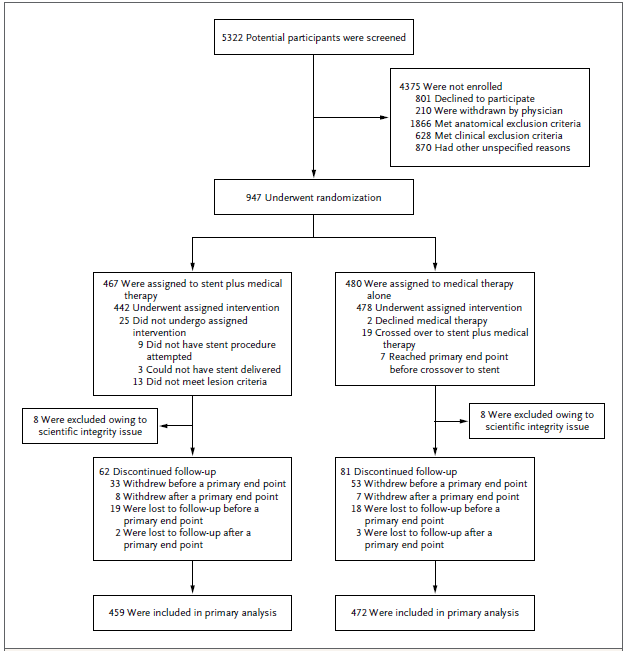 5322 Potential participants were screened
4375 Were not enrolled
801 Declined to participate
210 Were withdrawn by physician
1866 Met anatomical exclusion criteria
628 Met clinical exclusion criteria
870 Had other unspecified reasons
947 Underwent randomization
467 Were assigned to stent plus medical
therapy
442 Underwent assigned intervention
25 Did not undergo assigned
intervention
9 Did not have stent procedure
attempted
3 Could not have stent delivered
13 Did not meet lesion criteria
480 Were assigned to medical therapy
alone
478 Underwent assigned intervention
2 Declined medical therapy
19 Crossed over to stent plus medical
therapy
7 Reached primary end point
before crossover to stent
8 Were excluded owing to
scientific integrity issue
8 Were excluded owing to
scientific integrity issue
62 Discontinued follow-up
33 Withdrew before a primary end point
8 Withdrew after a primary end point
19 Were lost to follow-up before a
primary end point
2 Were lost to follow-up after a
primary end point
81 Discontinued follow-up
53 Withdrew before a primary end point
7 Withdrew after a primary end point
18 Were lost to follow-up before a
primary end point
3 Were lost to follow-up after a
primary end point
459 Were included in primary analysis
472 Were included in primary analysis